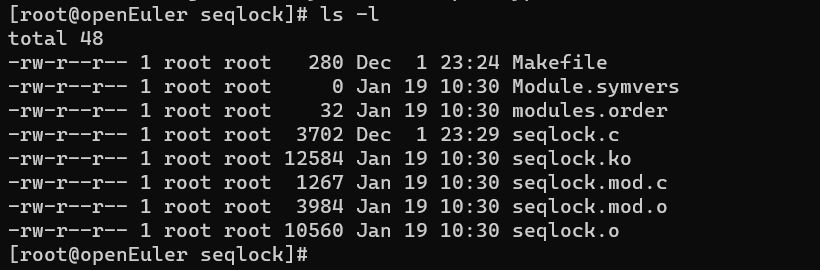 [root@openEuler seqlock]# ls -l
total 48
-rw-r--r-- 1 root root   280 Dec  1 23:24 Makefile
-rw-r--r-- 1 root root     0 Jan 19 10:30 Module.symvers
-rw-r--r-- 1 root root    32 Jan 19 10:30 modules.order
-rw-r--r-- 1 root root  3702 Dec  1 23:29 seqlock.c
-rw-r--r-- 1 root root 12584 Jan 19 10:30 seqlock.ko
-rw-r--r-- 1 root root  1267 Jan 19 10:30 seqlock.mod.c
-rw-r--r-- 1 root root  3984 Jan 19 10:30 seqlock.mod.o
-rw-r--r-- 1 root root 10560 Jan 19 10:30 seqlock.o
[root@openEuler seqlock]#